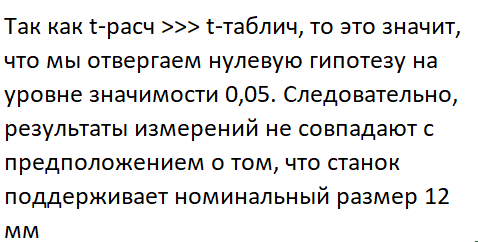 Так как t-расч >>> t-таблич, то это значит,
что мы отвергаем нулевую гипотезу на
уровне значимости 0,05. Следовательно,
результаты измерений не совпадают с
предположением о том, что станок
поддерживает номинальный размер 12
мм